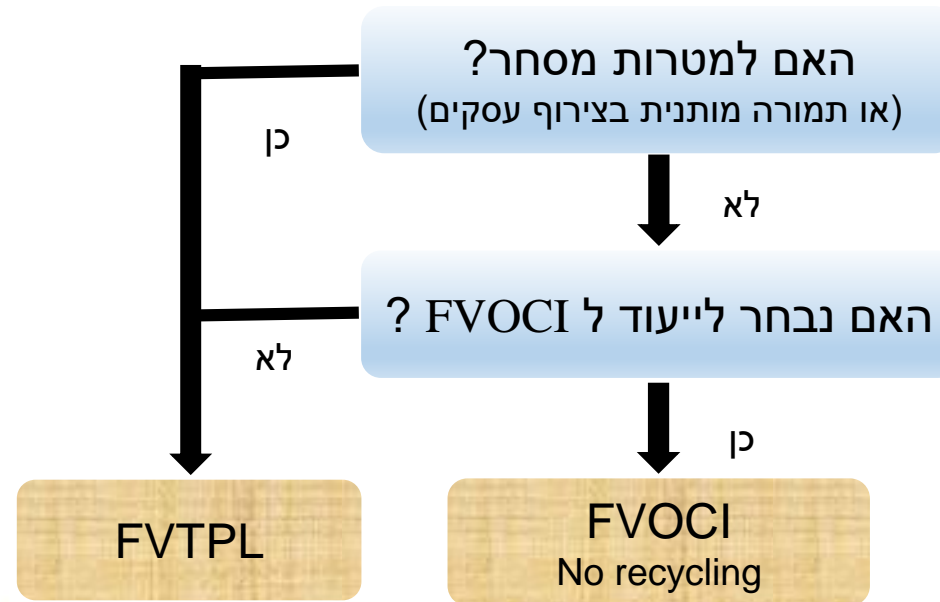 האם למטרות מסחר?
(או תמורה מותנית בצירוף עסקים)
כן
לא
האם נבחר לייעוד ל FVOCI ?
לא
כן
FVOCI
No recycling
FVTPL